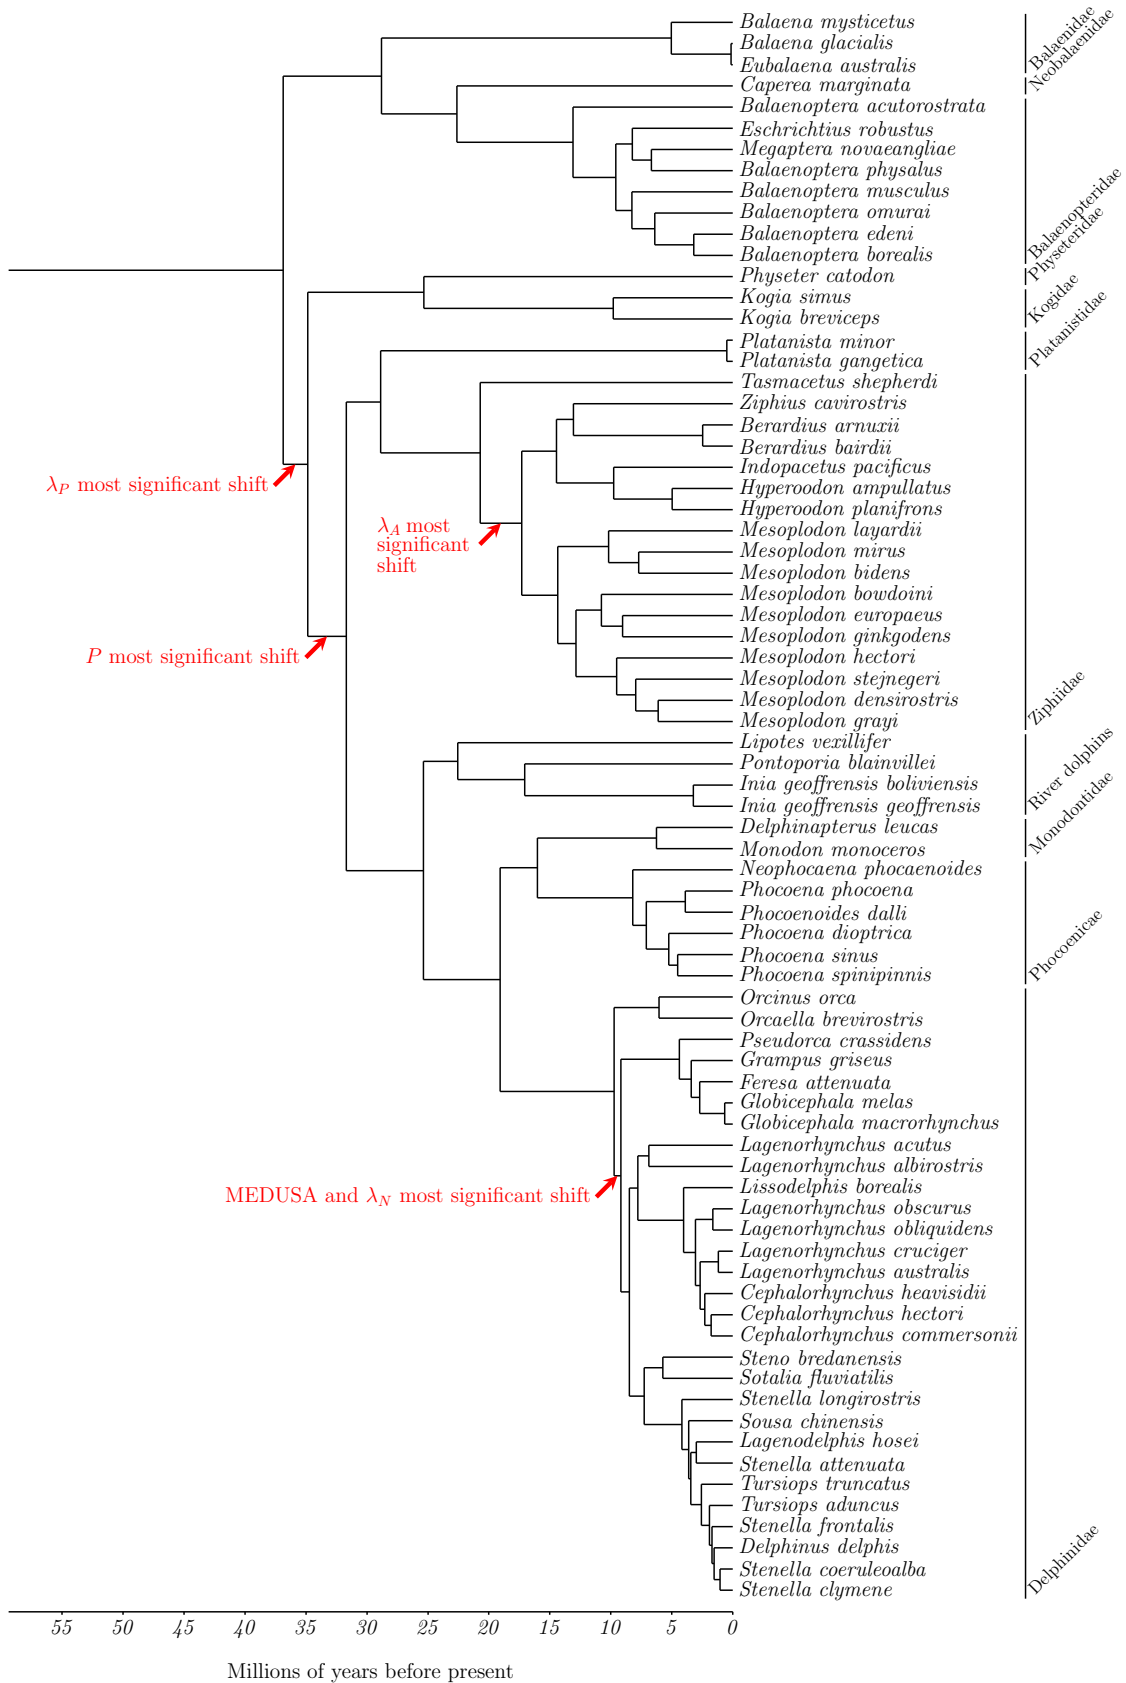 Balaena mysticetus
Balaena glacialis
Eubalaena australis
Caperea marginata
Balaenoptera acutorostrata
Eschrichtius robustus
Megaptera novaeangliae
Balaenoptera physalus
Balaenoptera musculus
Balaenoptera omurai
Balaenoptera edeni
Balaenoptera borealis
Physeter catodon
Kogia simus
Kogia breviceps
Platanista minor
Platanista gangetica
Tasmacetus shepherdi
Ziphius cavirostris
Berardius arnuxii
Berardius bairdii
Indopacetus pacificus
Hyperoodon ampullatus
Hyperoodon planifrons
Mesoplodon layardii
Mesoplodon mirus
Mesoplodon bidens
Mesoplodon bowdoini
Mesoplodon europaeus
Mesoplodon ginkgodens
Mesoplodon hectori
Mesoplodon stejnegeri
Mesoplodon densirostris
Mesoplodon grayi
Lipotes vexillifer
Pontoporia blainvillei
Inia geoffrensis boliviensis
Inia geoffrensis geoffrensis
Delphinapterus leucas
Monodon monoceros
Neophocaena phocaenoides
Phocoena phocoena
Phocoenoides dalli
Phocoena dioptrica
Phocoena sinus
Phocoena spinipinnis
Orcinus orca
Orcaella brevirostris
Pseudorca crassidens
Grampus griseus
Feresa attenuata
Globicephala melas
Globicephala macrorhynchus
Lagenorhynchus acutus
Lagenorhynchus albirostris
Lissodelphis borealis
Lagenorhynchus obscurus
Lagenorhynchus obliquidens
Lagenorhynchus cruciger
Lagenorhynchus australis
Cephalorhynchus heavisidii
Cephalorhynchus hectori
Cephalorhynchus commersonii
Steno bredanensis
Sotalia fluviatilis
Stenella longirostris
Sousa chinensis
Lagenodelphis hosei
Stenella attenuata
Tursiops truncatus
Tursiops aduncus
Stenella frontalis
Delphinus delphis
Stenella coeruleoalba
Stenella clymene
Balaenidae
Neobalaenidae
Balaenopteridae
Physeteridae
Kogidae
Platanistidae
Ziphiidae
River dolphins
Monodontidae
Phocoenicae
Delphinidae
λP most significant shift
λA most
significant
shift
P most significant shift
MEDUSA and λN most significant shift
55 50 45 40 35 30 25 20 15 10 5 0
Millions of years before present